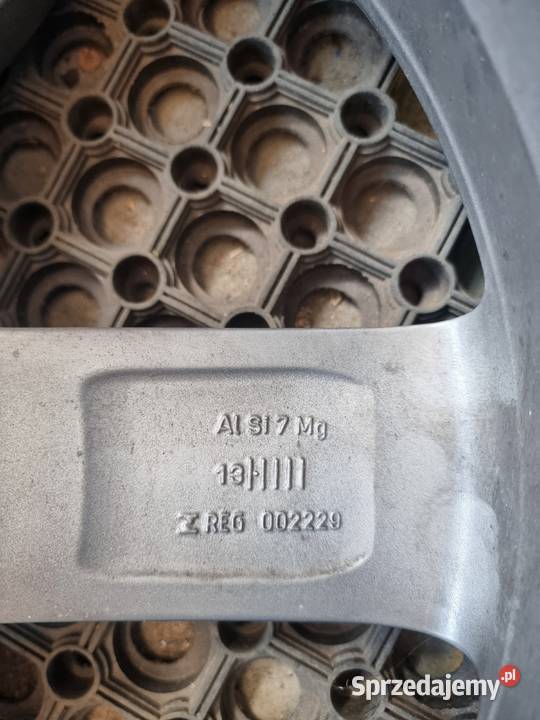 Al Si 7 Mg
13
REG 002229
Sprzedajemy.pl